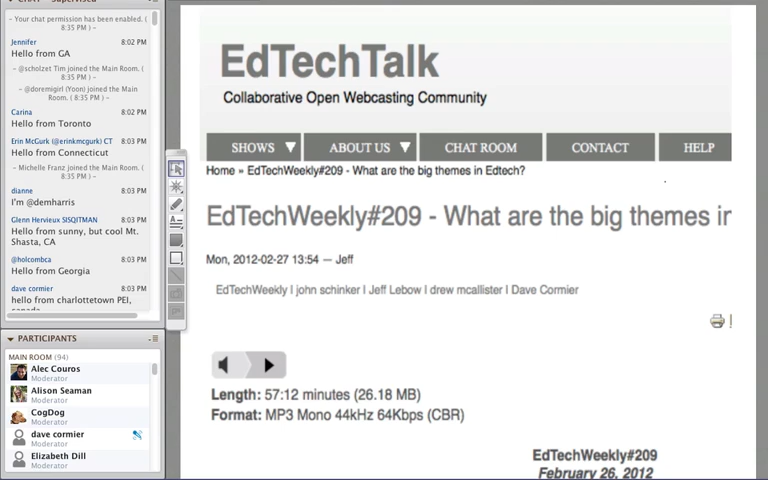 CHAT - Supervised
- Your chat permission has been enabled. (
8:35 PM ) -
Jennifer 8:02 PM
Hello from GA
- @scholzet Tim joined the Main Room. ( 8:35 PM ) -
- @doremigirl (Yoon) joined the Main
Room. ( 8:35 PM ) -
Carina 8:02 PM
Hello from Toronto
Erin McGurk (@erinkmcgurk) CT 8:03 PM
Hello from Connecticut
- Michelle Franz joined the Main Room. (
8:35 PM ) -
dianne 8:03 PM
I'm @demharris
Glenn Hervieux SISQITMAN 8:03 PM
Hello from sunny, but cool Mt.
Shasta, CA
@holcombca 8:03 PM
Hello from Georgia
dave cormier 8:03 PM
hello from charlottetown PEI,
canada
PARTICIPANTS
MAIN ROOM (94)
Alec Couros
Moderator
Alison Seaman
Moderator
CogDog
Moderator
dave cormier
Moderator
Elizabeth Dill
Moderator
EdTechTalk
Collaborative Open Webcasting Community
SHOWS ABOUT US CHAT ROOM CONTACT HELP
Home » EdTechWeekly#209 - What are the big themes in Edtech?
EdTechWeekly#209 - What are the big themes in
Mon, 2012-02-27 13:54 — Jeff
EdTechWeekly | john schinker | Jeff Lebow | drew mcallister | Dave Cormier
Length: 57:12 minutes (26.18 MB)
Format: MP3 Mono 44kHz 64Kbps (CBR)
EdTechWeekly#209
February 26, 2012